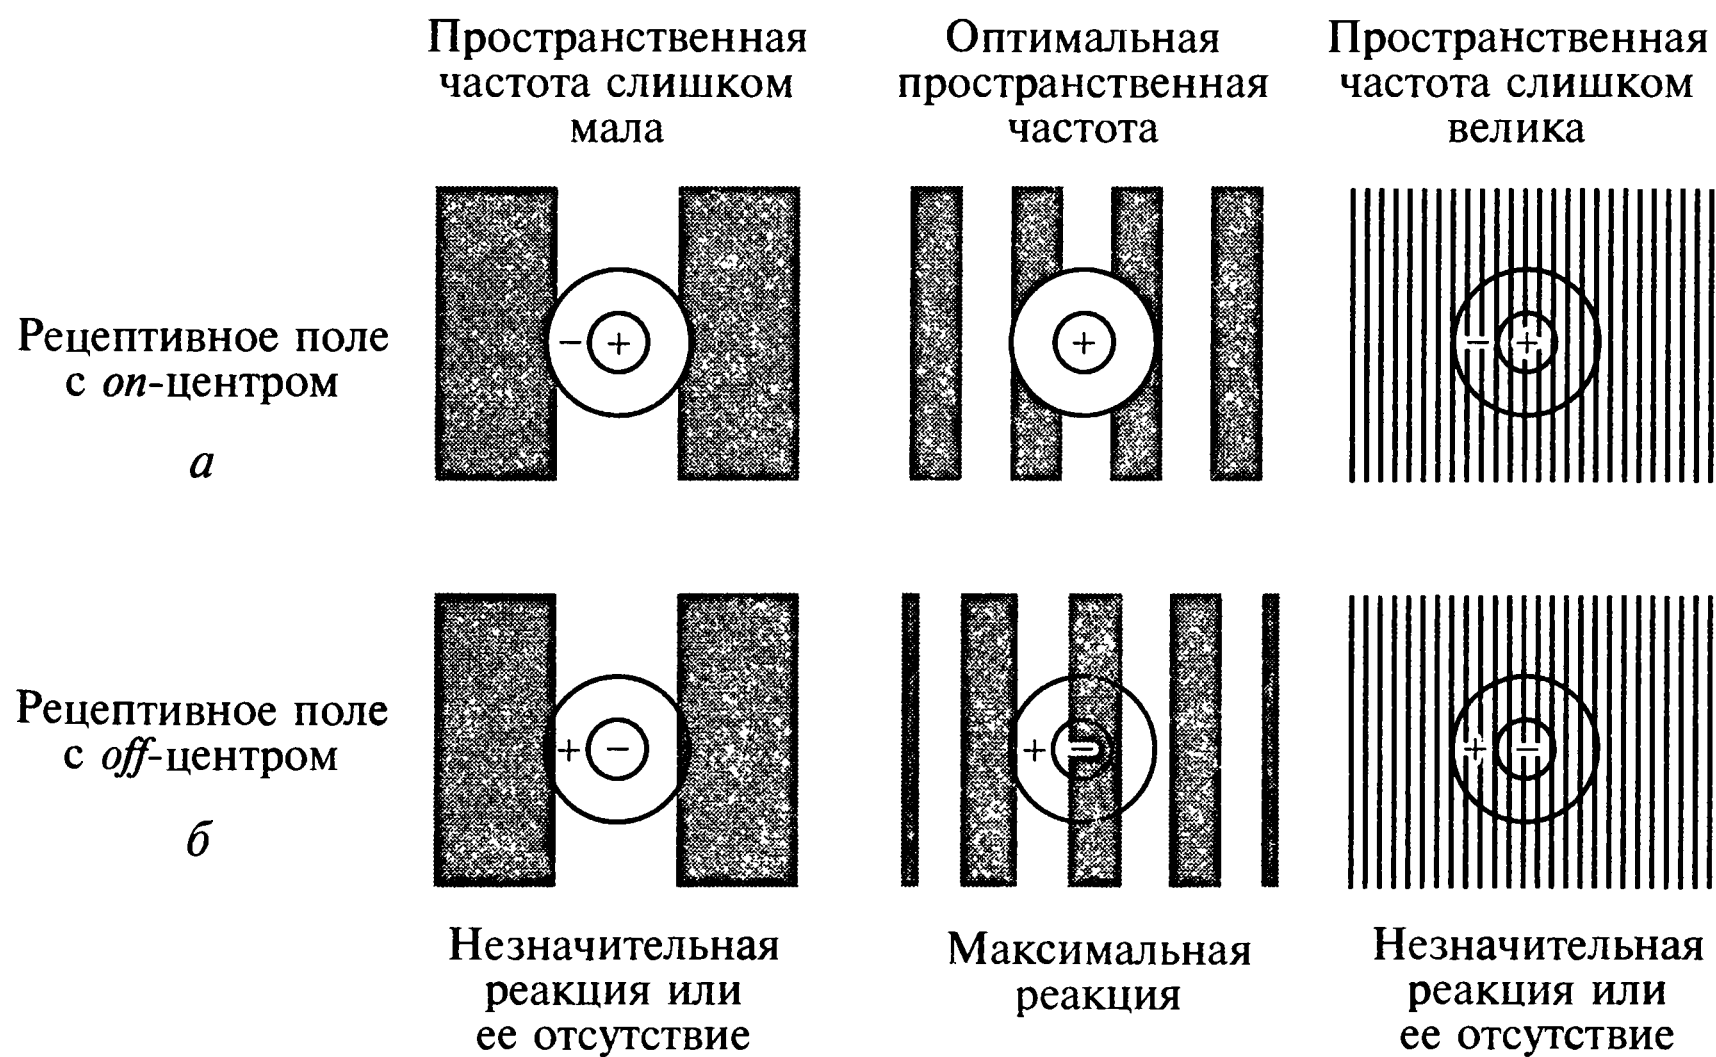 Пространственная
частота слишком
мала
Оптимальная
пространственная
частота
Пространственная
частота слишком
велика
Рецептивное поле
с on-центром
а
− +
+
− +
Рецептивное поле
с off-центром
б
+ −
+ −
+ −
Незначительная
реакция или
ее отсутствие
Максимальная
реакция
Незначительная
реакция или
ее отсутствие